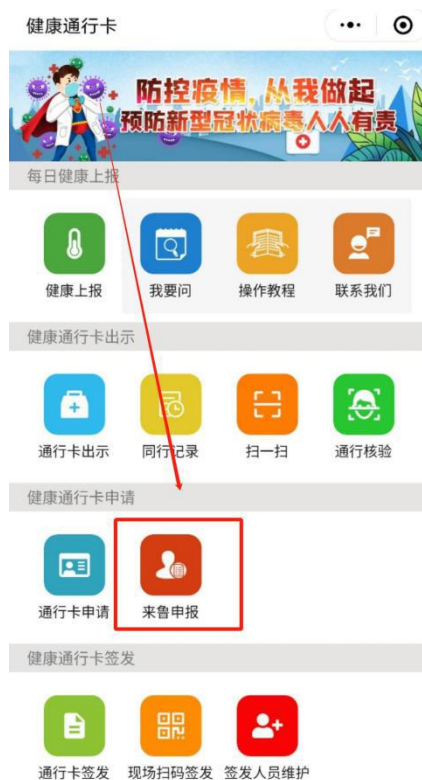 健康通行卡
防控疫情,从我做起
预防新型冠状病毒人人有责
每日健康上报
健康上报 我要问 操作教程 联系我们
健康通行卡出示
通行卡出示 同行记录 扫一扫 通行核验
健康通行卡申请
通行卡申请 来鲁申报
健康通行卡签发
通行卡签发 现场扫码签发 签发人员维护